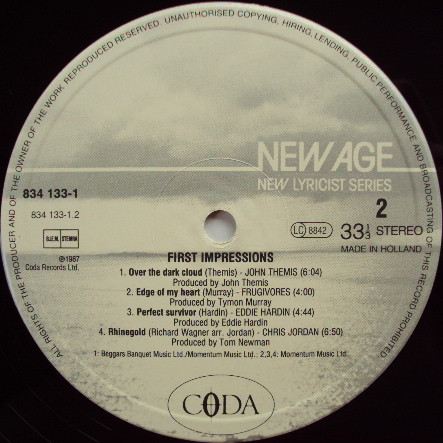 ALL RIGHTS OF THE PRODUCER AND OF THE OWNER OF THE WORK REPRODUCED RESERVED. UNAUTHORISED COPYING, HIRING, LENDING, PUBLIC PERFORMANCE AND BROADCASTING OF THIS RECORD PROHIBITED.
NEW AGE
NEW LYRICIST SERIES
834 133-1
834 133-1.2
B.I.E.M. STEMRA
℗1987
Coda Records Ltd.
2
LC 8842
33 1/3 STEREO
MADE IN HOLLAND
FIRST IMPRESSIONS
1. Over the dark cloud (Themis) - JOHN THEMIS (6:04)
Produced by John Themis
2. Edge of my heart (Murray) - FRUGIVORES (4:00)
Produced by Tymon Murray
3. Perfect survivor (Hardin) - EDDIE HARDIN (4:44)
Produced by Eddie Hardin
4. Rhinegold (Richard Wagner arr. Jordan) - CHRIS JORDAN (6:50)
Produced by Tom Newman
1: Beggars Banquet Music Ltd./Momentum Music Ltd.: 2,3,4: Momentum Music Ltd.
CODA